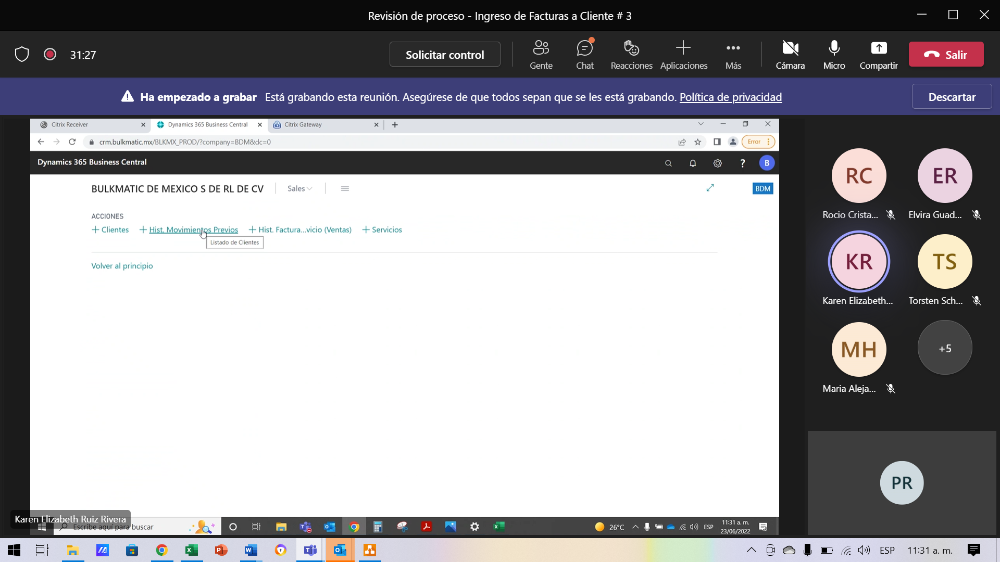 Revisión de proceso - Ingreso de Facturas a Cliente # 3
31:27
Solicitar control
Gente
Chat
Reacciones
Aplicaciones
Más
Cámara
Micro
Compartir
Salir
Ha empezado a grabar Está grabando esta reunión. Asegúrese de que todos sepan que se les está grabando. Política de privacidad
Descartar
Citrix Receiver
Dynamics 365 Business Central
Citrix Gateway
crm.bulkmatic.mx/BLKMX_PROD/?company=BDM&dc=0
Error
Dynamics 365 Business Central
B
BULKMATIC DE MEXICO S DE RL DE CV
Sales
BDM
ACCIONES
Clientes
Hist. Movimientos Previos
Hist. Factura...vicio (Ventas)
Servicios
Listado de Clientes
Volver al principio
RC
ER
Rocio Crista...
Elvira Guad...
KR
TS
Karen Elizabeth...
Torsten Sch...
MH
+5
Maria Aleja...
PR
Karen Elizabeth Ruiz Rivera
Escribe aquí para buscar
26°C
ESP
11:31 a. m.
23/06/2022
ESP
11:31 a. m.